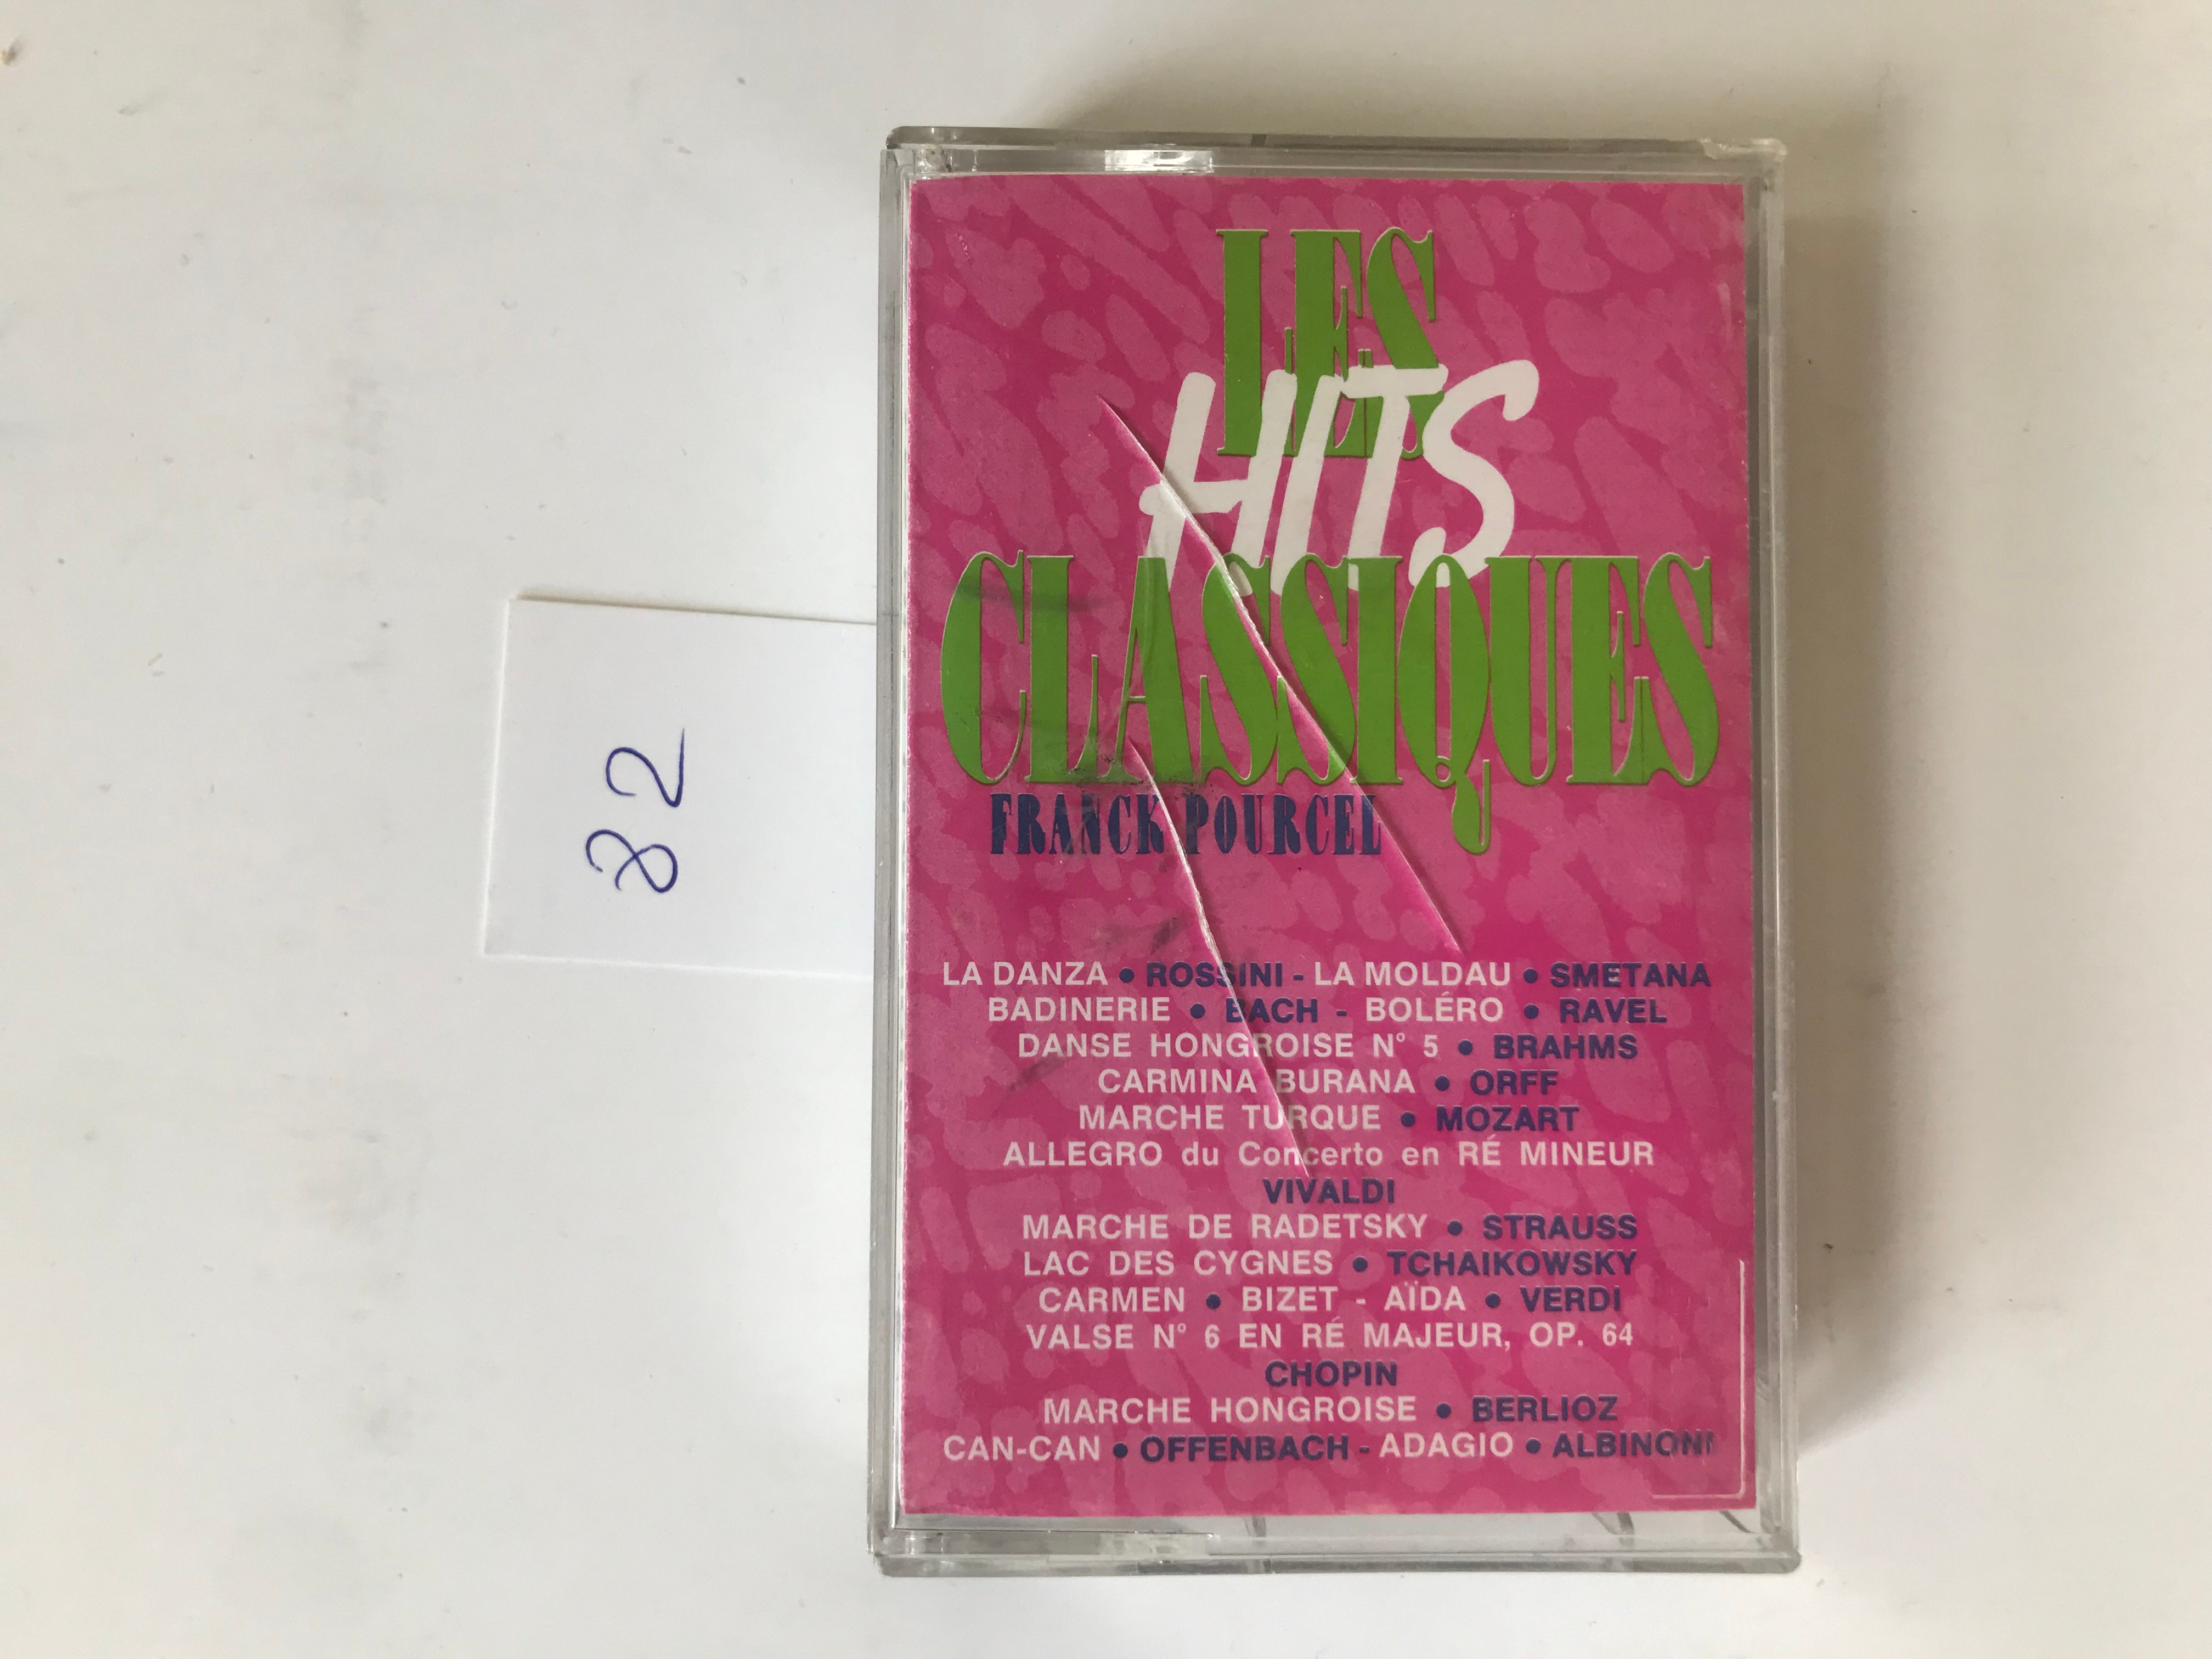 82
LES
HITS
CLASSIQUES
FRANCK POURCEL
LA DANZA • ROSSINI - LA MOLDAU • SMETANA
BADINERIE • BACH - BOLÉRO • RAVEL
DANSE HONGROISE N° 5 • BRAHMS
CARMINA BURANA • ORFF
MARCHE TURQUE • MOZART
ALLEGRO du Concerto en RÉ MINEUR
VIVALDI
MARCHE DE RADETSKY • STRAUSS
LAC DES CYGNES • TCHAIKOWSKY
CARMEN • BIZET - AÏDA • VERDI
VALSE N° 6 EN RÉ MAJEUR, OP. 64
CHOPIN
MARCHE HONGROISE • BERLIOZ
CAN-CAN • OFFENBACH - ADAGIO • ALBINONI